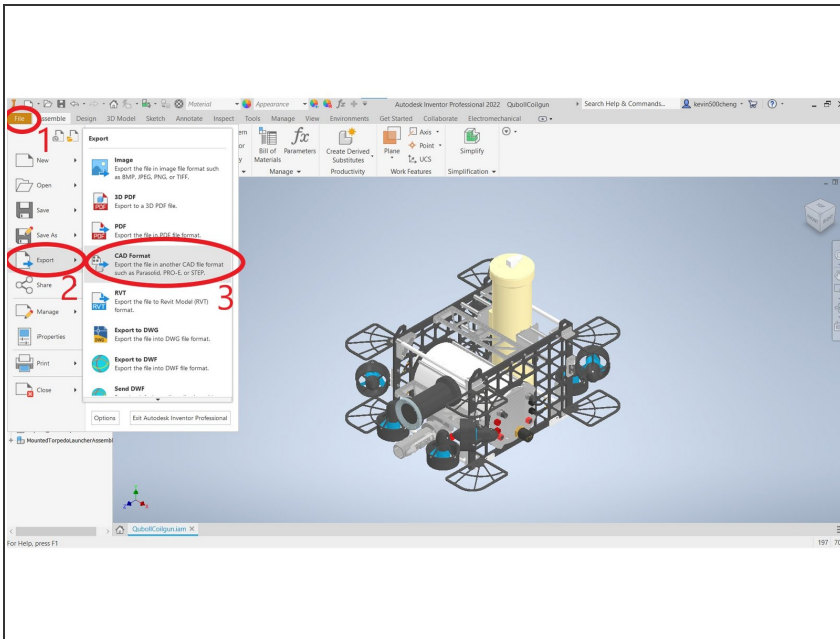 Material
Appearance
fx
Autodesk Inventor Professional 2022 QubollCoilgun
Search Help & Commands...
kevin500cheng
File
Assemble
Design
3D Model
Sketch
Annotate
Inspect
Tools
Manage
View
Environments
Get Started
Collaborate
Electromechanical
1
Bill of
Materials
fx
Parameters
Manage
Create Derived
Substitutes
Productivity
Plane
Axis
Point
UCS
Work Features
Simplify
Simplification
New
Open
Save
Save As
Export
2
Share
Manage
iProperties
Print
Close
Export
Image
Export the file in image file format such
as BMP, JPEG, PNG, or TIFF.
3D PDF
Export to a 3D PDF file.
PDF
Export the file in PDF file format.
CAD Format
Export the file in another CAD file format
such as Parasolid, PRO-E, or STEP.
3
RVT
Export the file to Revit Model (RVT)
format.
Export to DWG
Export the file into DWG file format.
Export to DWF
Export the file into DWF file format.
Send DWF
Options
Exit Autodesk Inventor Professional
MountedTorpedoLauncherAssembl
QubollCoilgun.iam
For Help, press F1
197